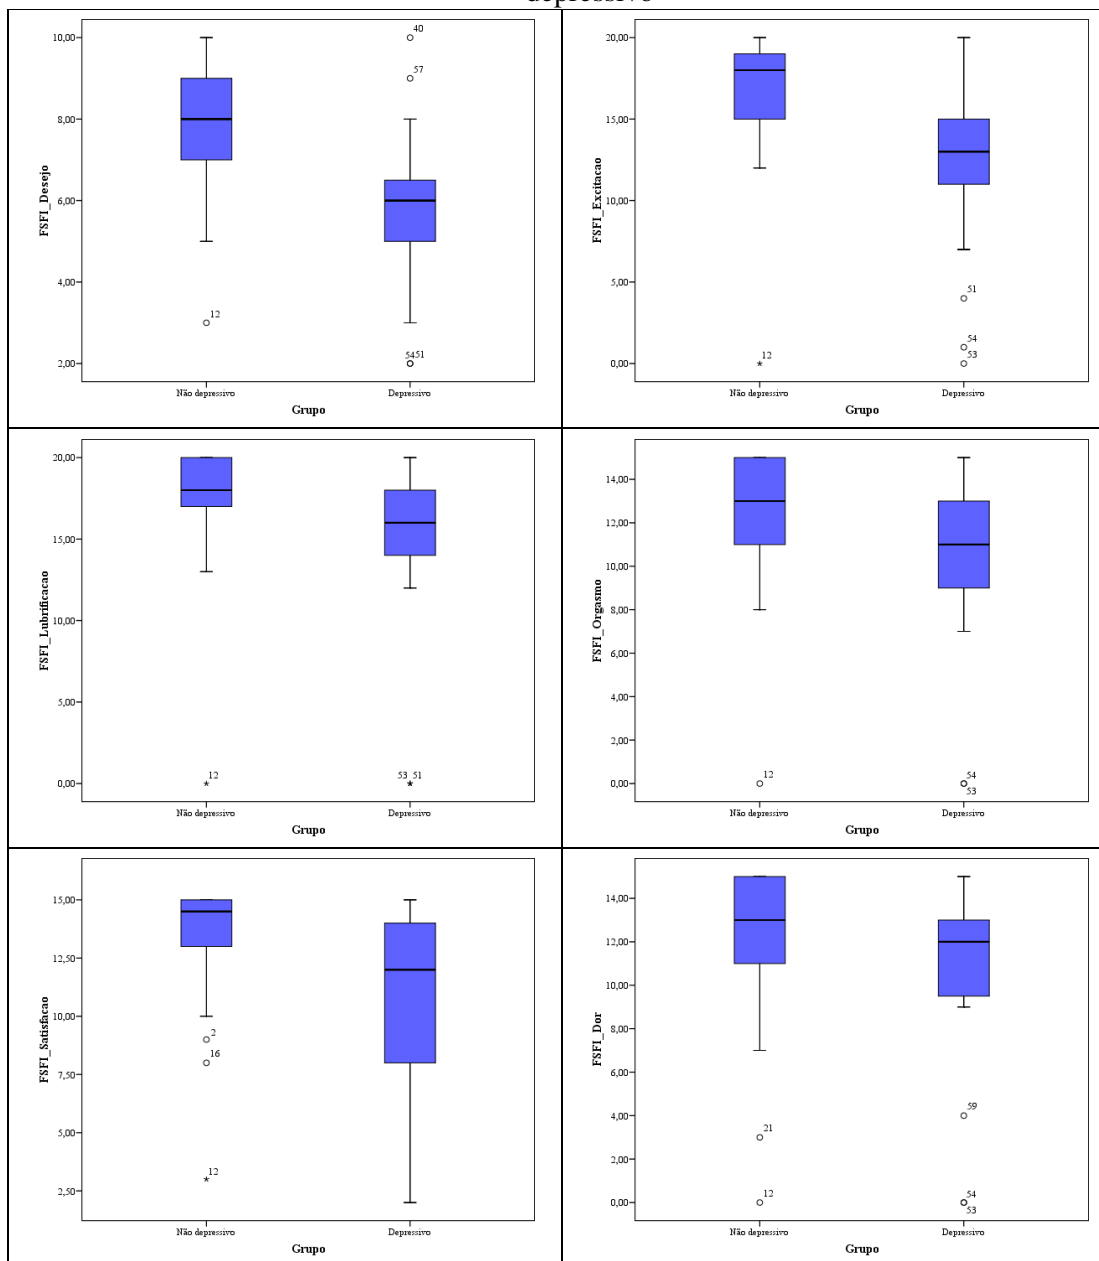 depressivo
10,00
8,00
6,00
4,00
2,00
FSFI_Desejo
12
40
57
5451
Não depressivo
Depressivo
Grupo
20,00
15,00
10,00
5,00
0,00
FSFI_Excitacao
12
51
54
53
Não depressivo
Depressivo
Grupo
20,00
15,00
10,00
5,00
0,00
FSFI_Lubrificacao
12
53 51
Não depressivo
Depressivo
Grupo
14,00
12,00
10,00
8,00
6,00
4,00
2,00
0,00
FSFI_Orgasmo
12
54
53
Não depressivo
Depressivo
Grupo
15,00
12,50
10,00
7,50
5,00
2,50
FSFI_Satisfacao
2
16
12
Não depressivo
Depressivo
Grupo
14,00
12,00
10,00
8,00
6,00
4,00
2,00
0,00
FSFI_Dor
21
12
59
54
53
Não depressivo
Depressivo
Grupo